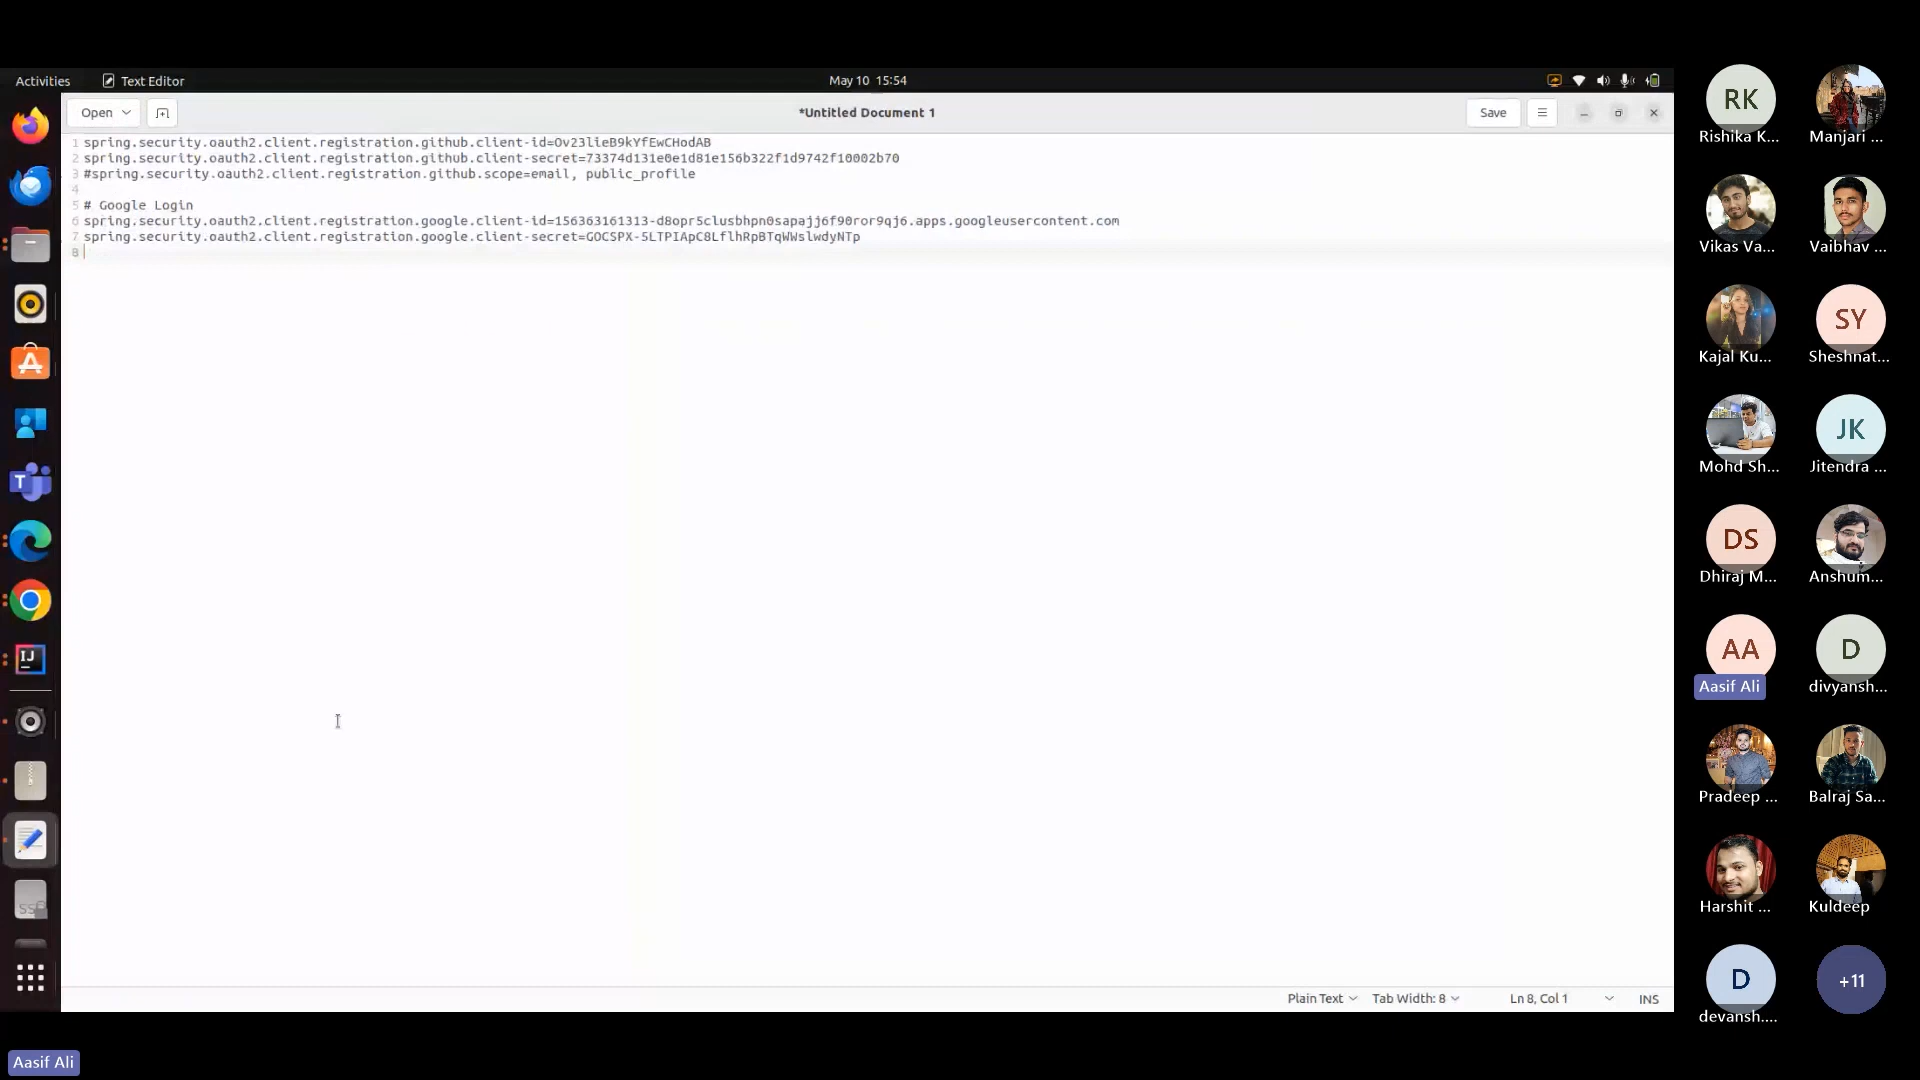 Activities
Text Editor
May 10 15:54
Open
*Untitled Document 1
Save
1 spring.security.oauth2.client.registration.github.client-id=Ov23lieB9kYfEwCHodAB
2 spring.security.oauth2.client.registration.github.client-secret=73374d131e0e1d81e156b322f1d9742f10002b70
3 #spring.security.oauth2.client.registration.github.scope=email, public_profile
4
5 # Google Login
6 spring.security.oauth2.client.registration.google.client-id=156363161313-d8opr5clusbhpn0sapajj6f90ror9qj6.apps.googleusercontent.com
7 spring.security.oauth2.client.registration.google.client-secret=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
8
Plain Text
Tab Width: 8
Ln 8, Col 1
INS
RK
Rishika K...
Manjari ...
Vikas Va...
Vaibhav ...
Kajal Ku...
SY
Sheshnat...
Mohd Sh...
JK
Jitendra ...
DS
Dhiraj M...
Anshum...
AA
Aasif Ali
D
divyansh...
Pradeep ...
Balraj Sa...
Harshit ...
Kuldeep
D
devansh....
+11
Aasif Ali